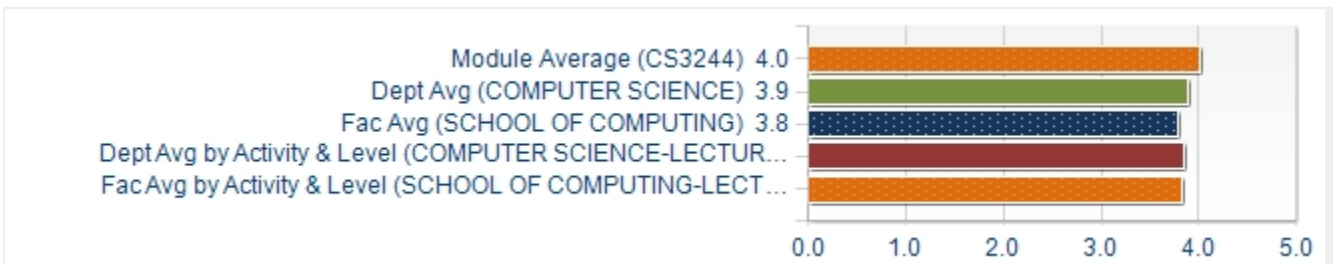 Module Average (CS3244) 4.0
Dept Avg (COMPUTER SCIENCE) 3.9
Fac Avg (SCHOOL OF COMPUTING) 3.8
Dept Avg by Activity & Level (COMPUTER SCIENCE-LECTUR...
Fac Avg by Activity & Level (SCHOOL OF COMPUTING-LECT...
0.0 1.0 2.0 3.0 4.0 5.0